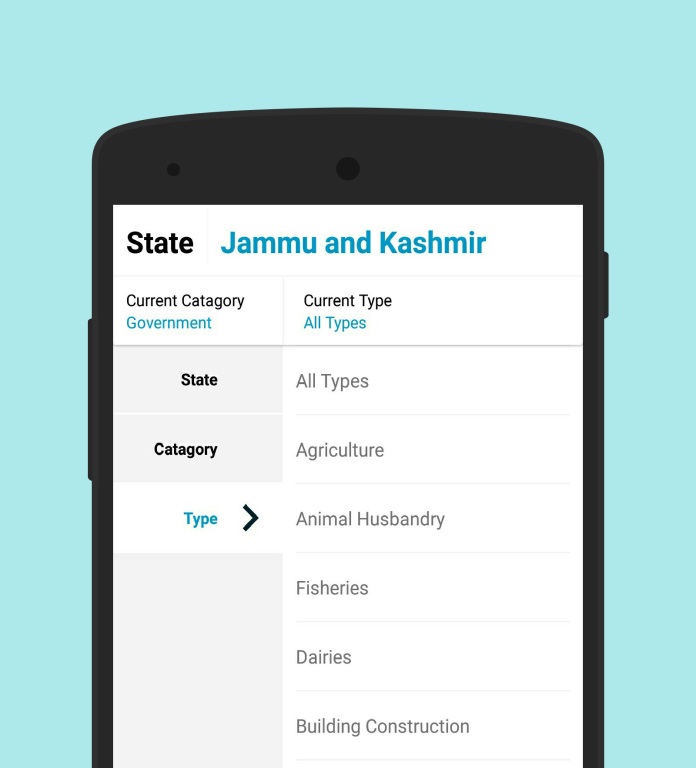 State Jammu and Kashmir
Current Catagory Current Type
Government All Types
State All Types
Catagory Agriculture
Type Animal Husbandry
Fisheries
Dairies
Building Construction